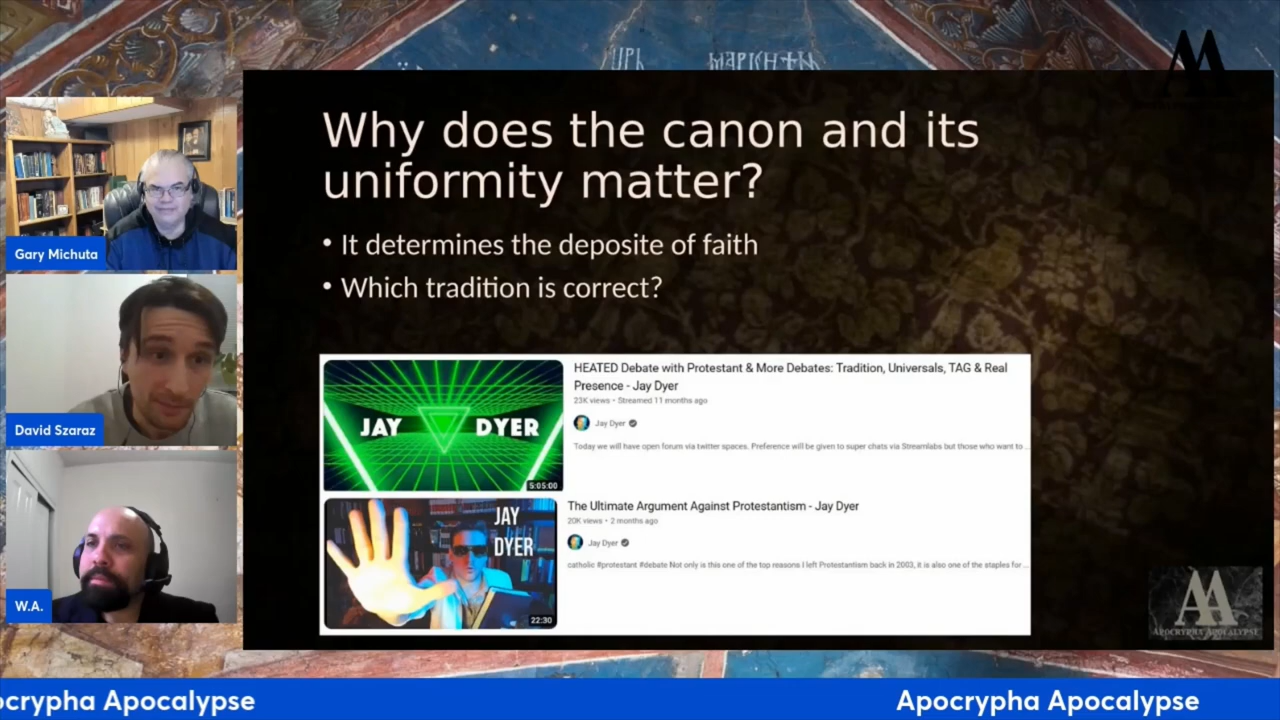 ЦРЬ
Gary Michuta
David Szaraz
W.A.
Why does the canon and its
uniformity matter?
• It determines the deposite of faith
• Which tradition is correct?
JAY DYER
5:05:00
HEATED Debate with Protestant & More Debates: Tradition, Universals, TAG & Real
Presence - Jay Dyer
23K views • Streamed 11 months ago
Jay Dyer
Today we will have open forum via twitter spaces. Preference will be given to super chats via Streamlabs but those who want to ...
JAY
DYER
22:30
The Ultimate Argument Against Protestantism - Jay Dyer
20K views • 2 months ago
Jay Dyer
catholic #protestant #debate Not only is this one of the top reasons I left Protestantism back in 2003, it is also one of the staples for ...
AA
AA
APOCRYPHA APOCALYPSE
ocrypha Apocalypse
Apocrypha Apocalypse